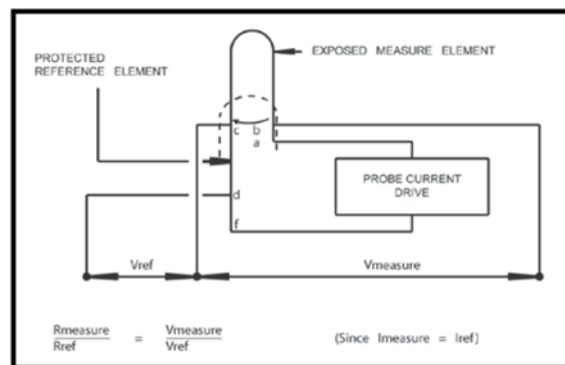 PROTECTED
REFERENCE ELEMENT
EXPOSED MEASURE ELEMENT
c b
a
PROBE CURRENT
DRIVE
d
f
Vref
Vmeasure
Rmeasure = Vmeasure (Since Imeasure = Iref)
Rref Vref